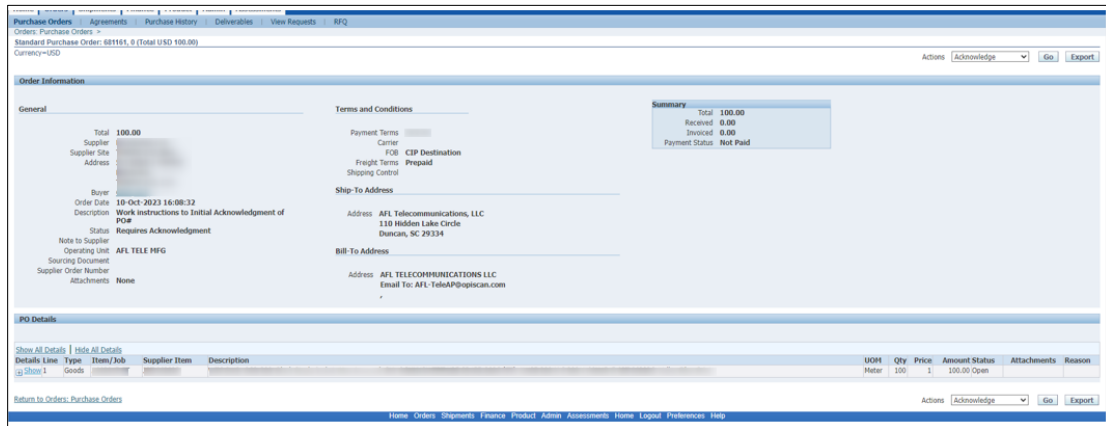 Purchase Orders | Agreements | Purchase History | Deliverables | View Requests | RFQ
Orders: Purchase Orders >
Standard Purchase Order: 681161, 0 (Total USD 100.00)
Currency=USD
Actions Acknowledge Go Export
Order Information
General
Total 100.00
Supplier
Supplier Site
Address
Buyer
Order Date 10-Oct-2023 16:08:32
Description Work instructions to Initial Acknowledgment of
PO#
Status Requires Acknowledgment
Note to Supplier
Operating Unit AFL TELE MFG
Sourcing Document
Supplier Order Number
Attachments None
Terms and Conditions
Payment Terms
Carrier
FOB CIP Destination
Freight Terms Prepaid
Shipping Control
Ship-To Address
Address AFL Telecommunications, LLC
110 Hidden Lake Circle
Duncan, SC 29334
Bill-To Address
Address AFL TELECOMMUNICATIONS LLC
Email To: AFL-TeleAP@opiscan.com
,
Summary
Total 100.00
Received 0.00
Invoiced 0.00
Payment Status Not Paid
PO Details
Show All Details | Hide All Details
Details Line Type Item/Job Supplier Item Description UOM Qty Price Amount Status Attachments Reason
Show 1 Goods Meter 100 1 100.00 Open
Return to Orders: Purchase Orders
Actions Acknowledge Go Export
Home Orders Shipments Finance Product Admin Assessments Home Logout Preferences Help